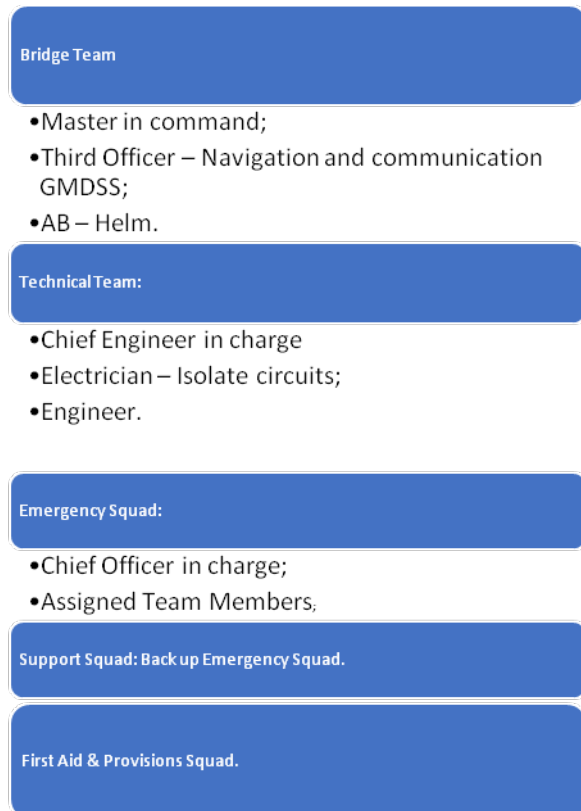 Bridge Team
•Master in command;
•Third Officer – Navigation and communication
GMDSS;
•AB – Helm.
Technical Team:
•Chief Engineer in charge
•Electrician – Isolate circuits;
•Engineer.
Emergency Squad:
•Chief Officer in charge;
•Assigned Team Members;
Support Squad: Back up Emergency Squad.
First Aid & Provisions Squad.